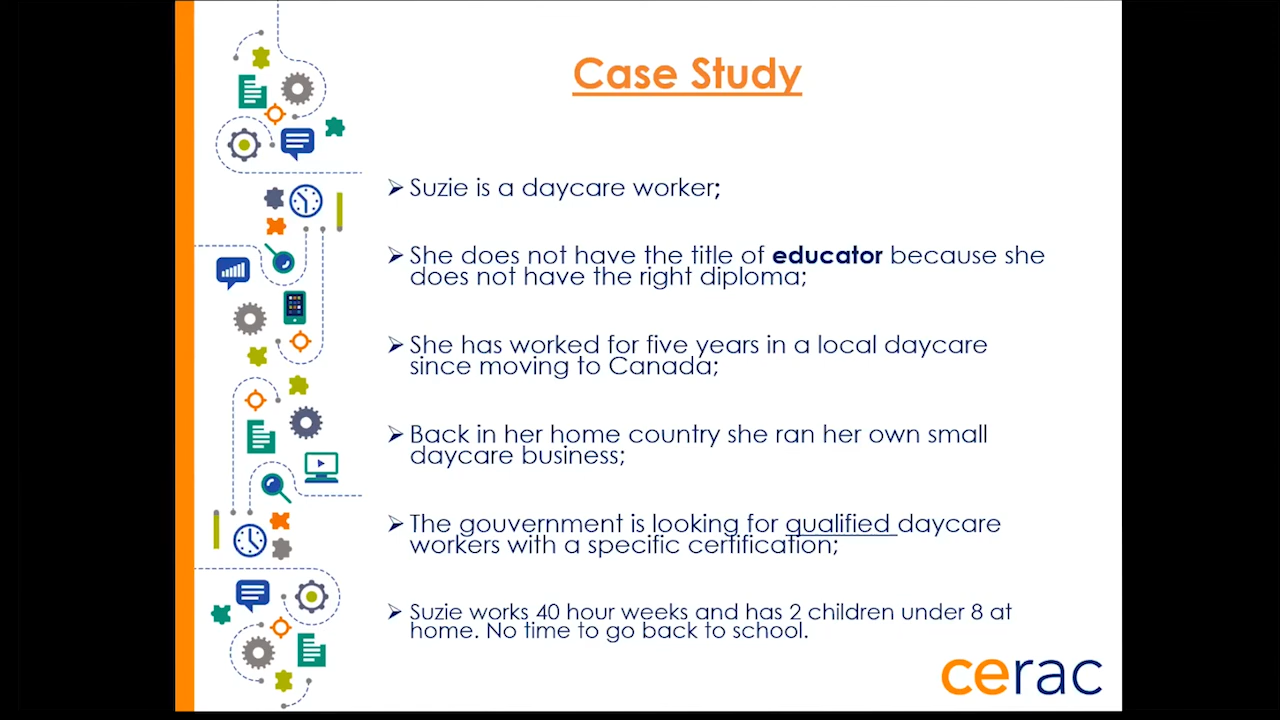 Case Study
➢ Suzie is a daycare worker;
➢ She does not have the title of educator because she
does not have the right diploma;
➢ She has worked for five years in a local daycare
since moving to Canada;
➢ Back in her home country she ran her own small
daycare business;
➢ The gouvernment is looking for qualified daycare
workers with a specific certification;
➢ Suzie works 40 hour weeks and has 2 children under 8 at
home. No time to go back to school.
cerac